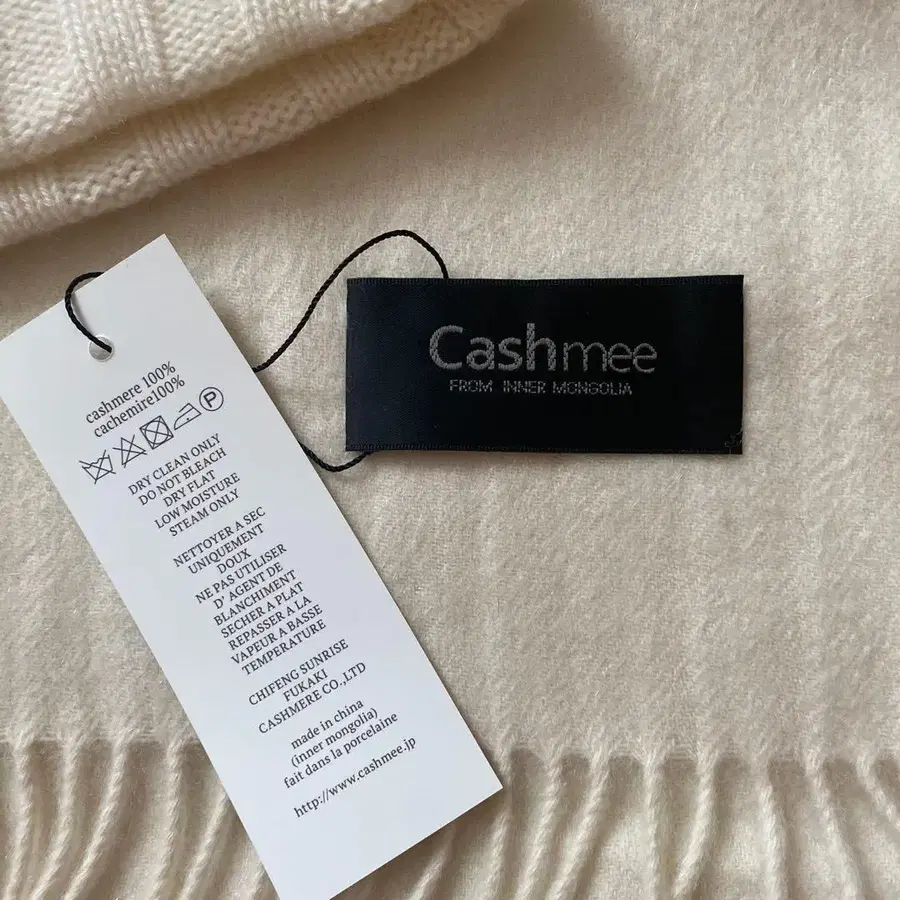 cashmere 100%
cachemire100%
P
DRY CLEAN ONLY
DO NOT BLEACH
DRY FLAT
LOW MOISTURE
STEAM ONLY
NETTOYER A SEC
UNIQUEMENT
DOUX
NE PAS UTILISER
D' AGENT DE
BLANCHIMENT
SECHER A PLAT
REPASSER A LA
VAPEUR A BASSE
TEMPERATURE
CHIFENG SUNRISE
FUKAKI
CASHMERE CO.,LTD
made in china
(inner mongolia)
fait dans la porcelaine
http://www.cashmee.jp
Cashmee
FROM INNER MONGOLIA